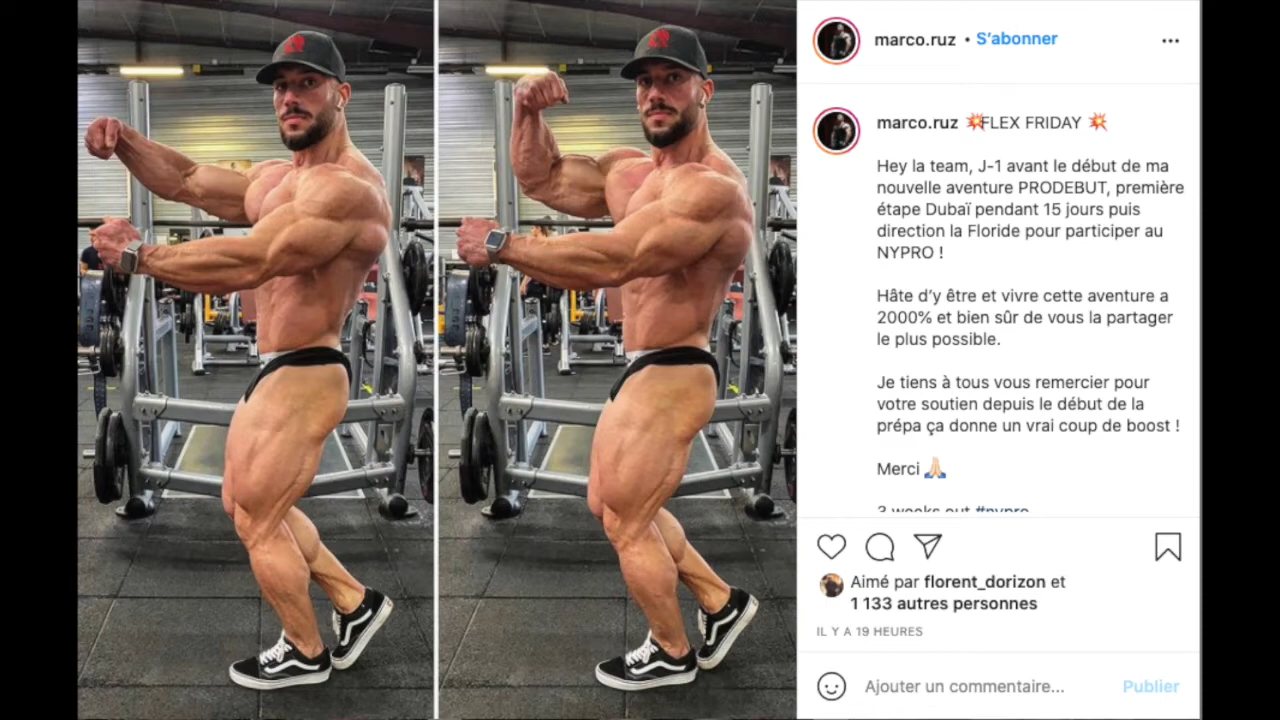 marco.ruz • S'abonner
marco.ruz 💥FLEX FRIDAY 💥
Hey la team, J-1 avant le début de ma
nouvelle aventure PRODEBUT, première
étape Dubaï pendant 15 jours puis
direction la Floride pour participer au
NYPRO !
Hâte d'y être et vivre cette aventure a
2000% et bien sûr de vous la partager
le plus possible.
Je tiens à tous vous remercier pour
votre soutien depuis le début de la
prépa ça donne un vrai coup de boost !
Merci 🙏🏻
3 weeks out #nypro
Aimé par florent_dorizon et
1 133 autres personnes
IL Y A 19 HEURES
Ajouter un commentaire... Publier